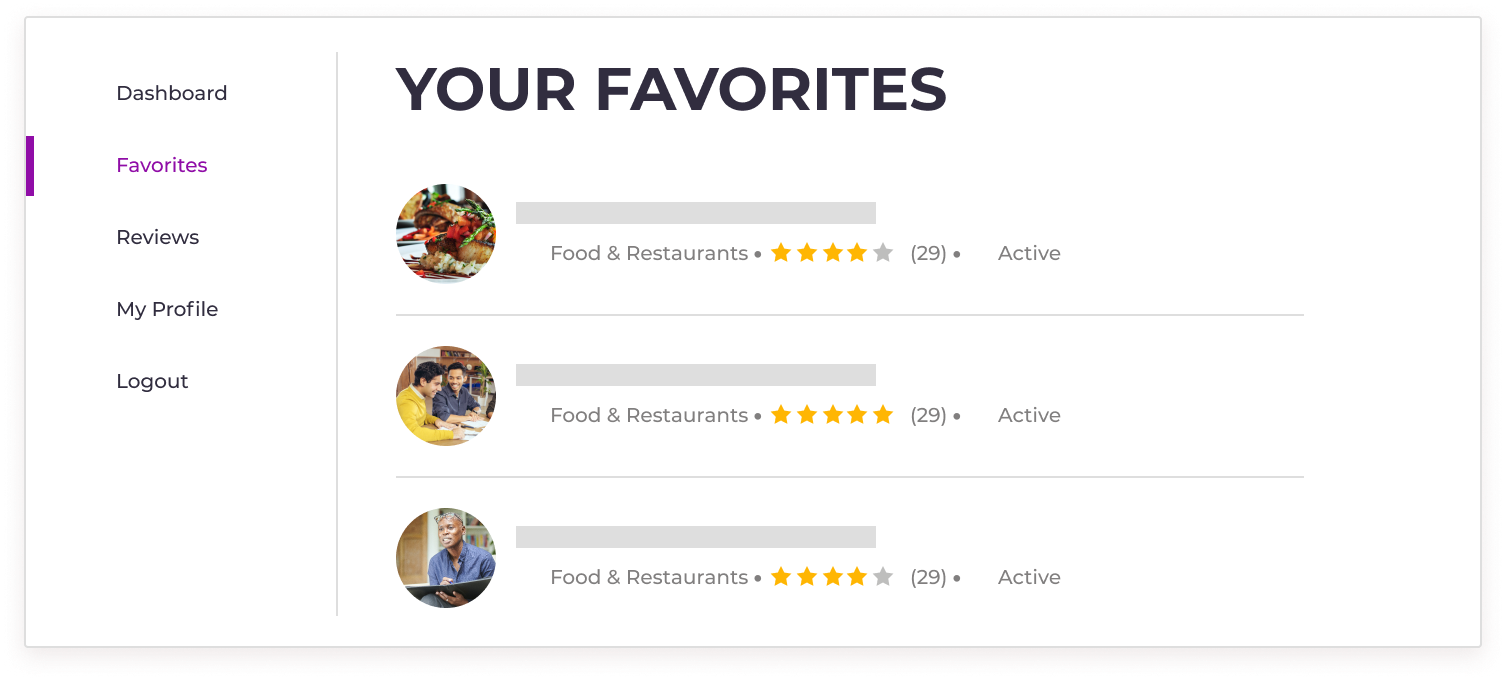 Dashboard
Favorites
Reviews
My Profile
Logout
YOUR FAVORITES
Food & Restaurants • (29) • Active
Food & Restaurants • (29) • Active
Food & Restaurants • (29) • Active